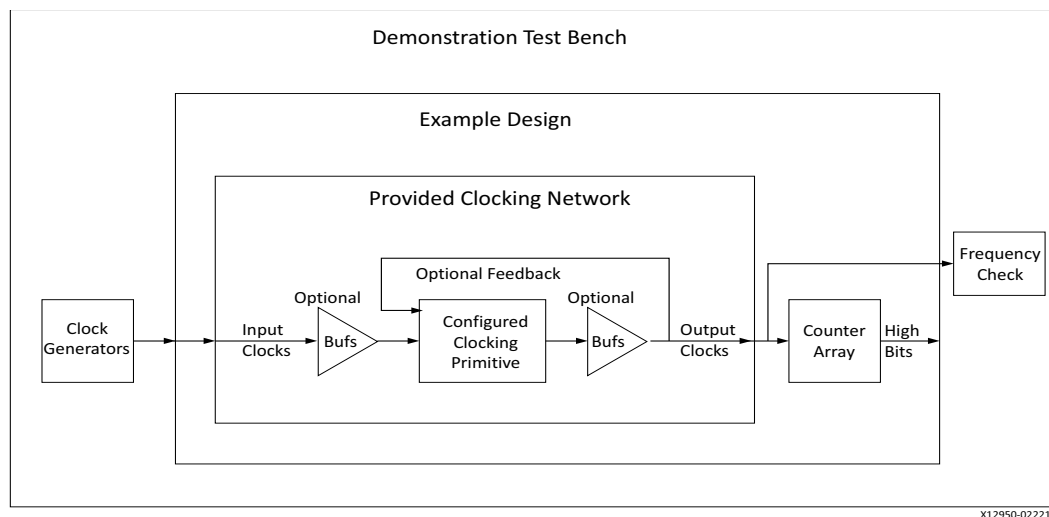 Demonstration Test Bench
Example Design
Provided Clocking Network
Frequency
Check
Optional Feedback
Optional
Optional
Clock
Generators
Input
Clocks
Bufs
Configured
Clocking
Primitive
Bufs
Output
Clocks
Counter
Array
High
Bits
X12950-02221